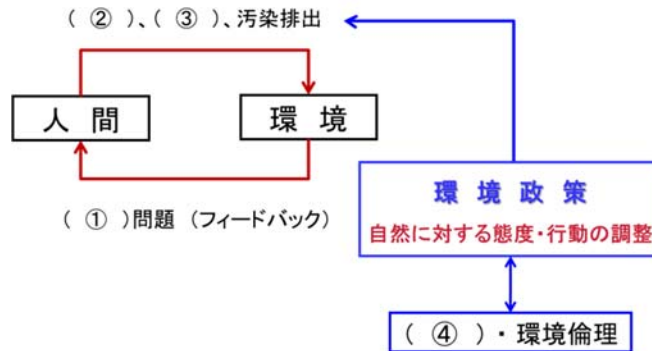 ( ② )、( ③ )、汚染排出
人 間
環 境
( ① )問題 (フィードバック)
環 境 政 策
自然に対する態度・行動の調整
( ④ )・環境倫理